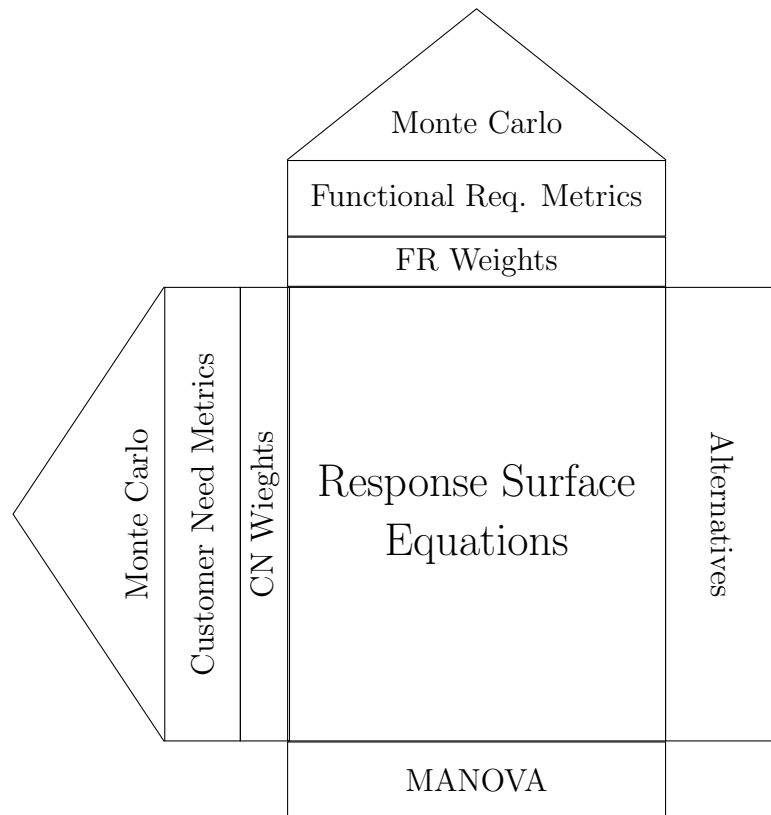 Monte Carlo
Functional Req. Metrics
FR Weights
Monte Carlo
Customer Need Metrics
CN Wieghts
Response Surface
Equations
Alternatives
MANOVA